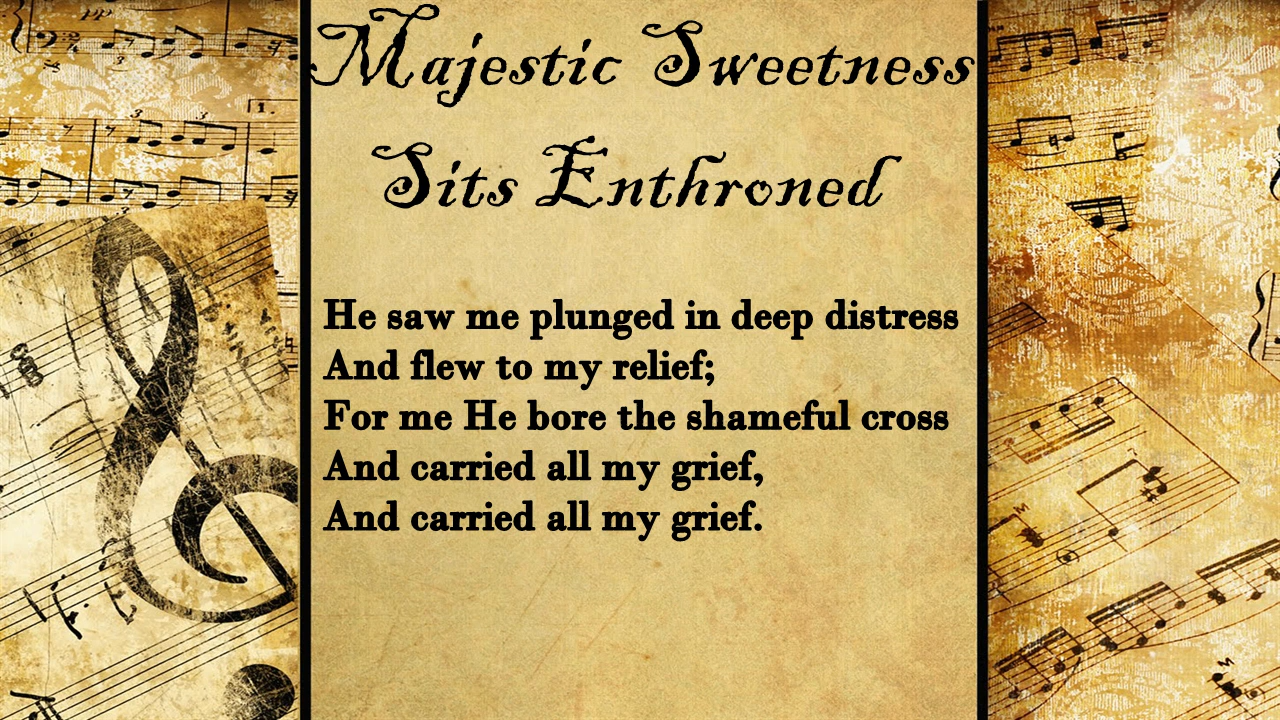 Majestic Sweetness
Sits Enthroned
He saw me plunged in deep distress
And flew to my relief;
For me He bore the shameful cross
And carried all my grief,
And carried all my grief.